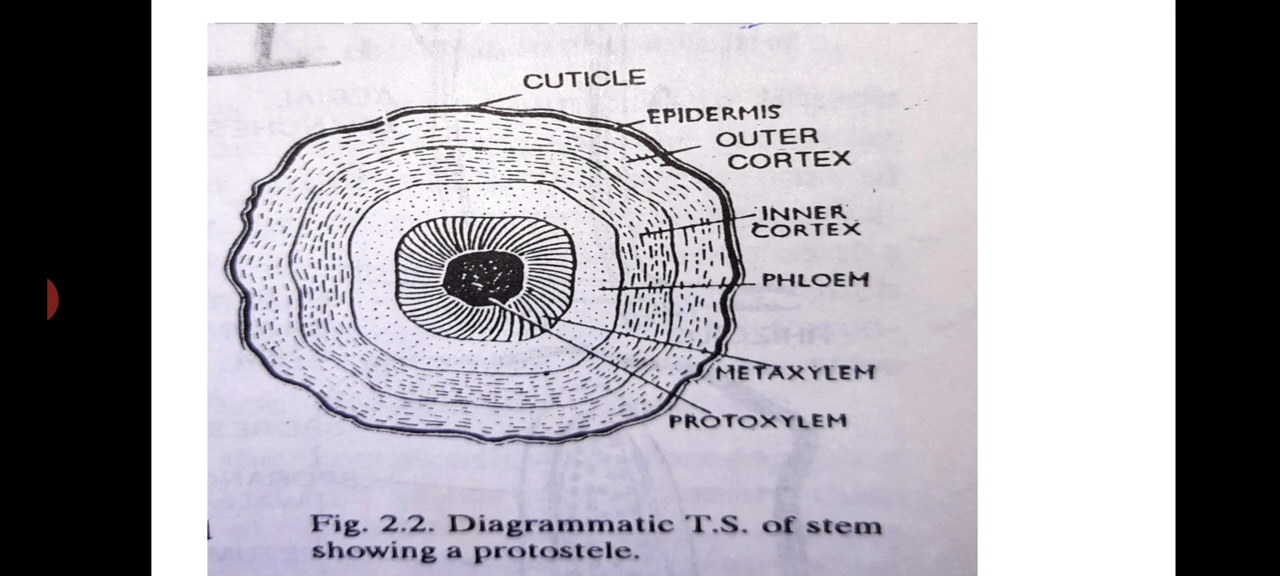 CUTICLE
EPIDERMIS
OUTER
CORTEX
INNER
CORTEX
PHLOEM
METAXYLEM
PROTOXYLEM
Fig. 2.2. Diagrammatic T.S. of stem
showing a protostele.